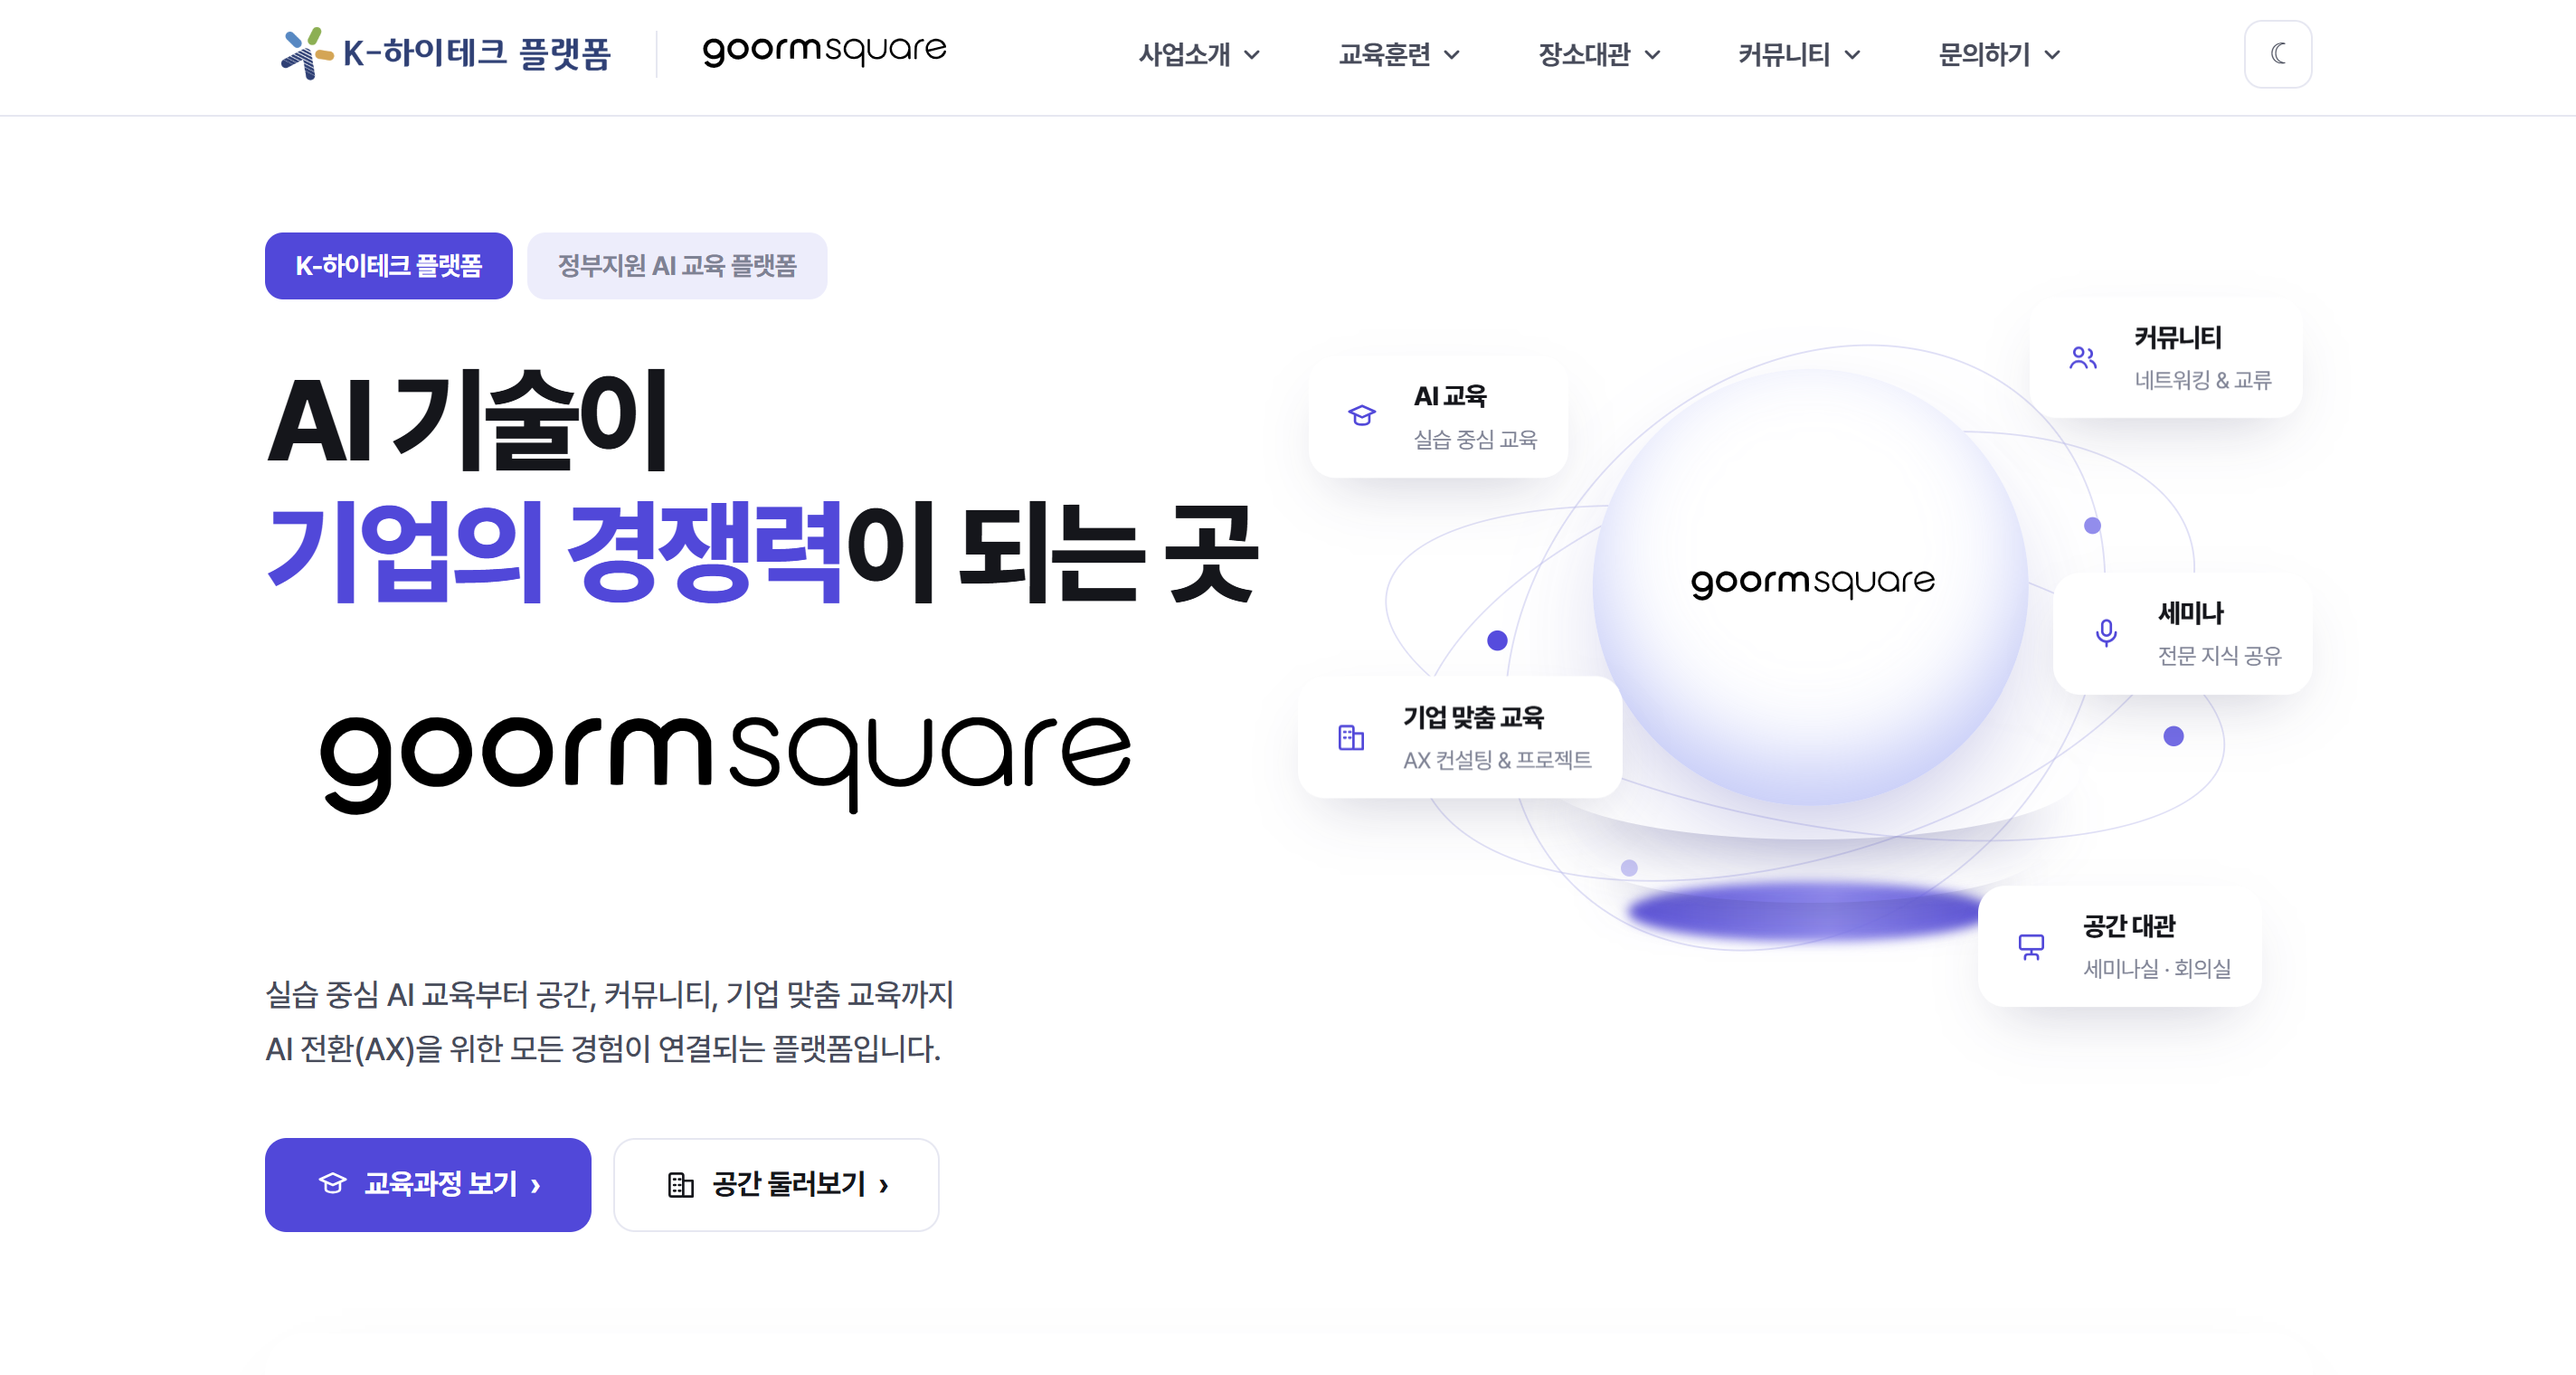 K-하이테크 플랫폼
goormsquare
사업소개
교육훈련
장소대관
커뮤니티
문의하기
K-하이테크 플랫폼
정부지원 AI 교육 플랫폼
AI 기술이
기업의 경쟁력이 되는 곳
goormsquare
실습 중심 AI 교육부터 공간, 커뮤니티, 기업 맞춤 교육까지
AI 전환(AX)을 위한 모든 경험이 연결되는 플랫폼입니다.
교육과정 보기 ›
공간 둘러보기 ›
AI 교육
실습 중심 교육
커뮤니티
네트워킹 & 교류
goormsquare
세미나
전문 지식 공유
기업 맞춤 교육
AX 컨설팅 & 프로젝트
공간 대관
세미나실 · 회의실